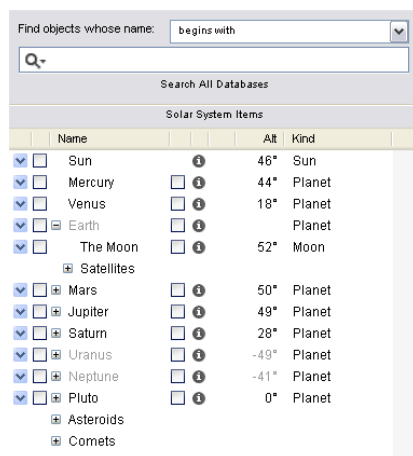 Find objects whose name: begins with
Search All Databases
Solar System Items
Name Alt Kind
Sun 46° Sun
Mercury 44° Planet
Venus 18° Planet
Earth Planet
The Moon 52° Moon
Satellites
Mars 50° Planet
Jupiter 49° Planet
Saturn 28° Planet
Uranus -49° Planet
Neptune -41° Planet
Pluto 0° Planet
Asteroids
Comets